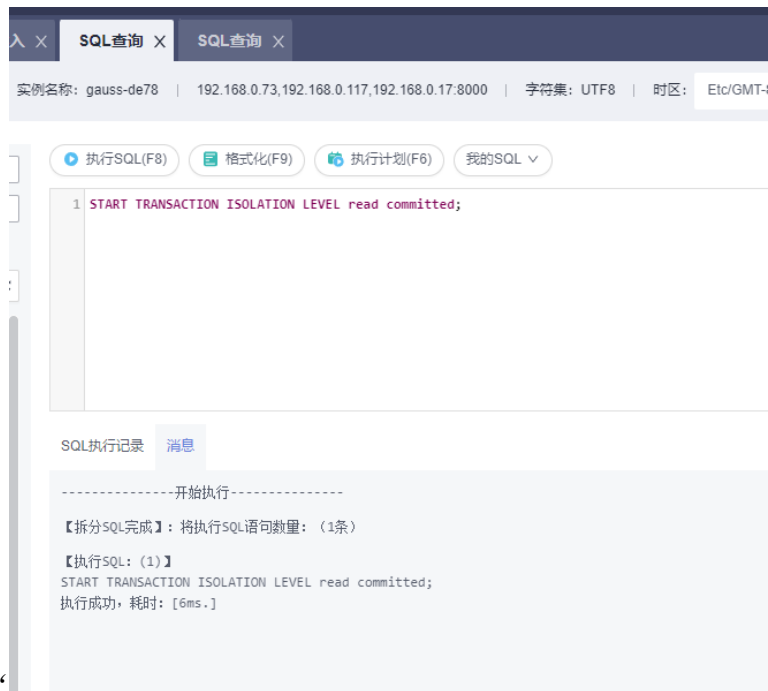 入 X SQL查询 X SQL查询 X
实例名称: gauss-de78 | 192.168.0.73,192.168.0.117,192.168.0.17:8000 | 字符集: UTF8 | 时区: Etc/GMT-8
执行SQL(F8) 格式化(F9) 执行计划(F6) 我的SQL
1 START TRANSACTION ISOLATION LEVEL read committed;
SQL执行记录 消息
---------------开始执行---------------
【拆分SQL完成】: 将执行SQL语句数量: (1条)
【执行SQL: (1)】
START TRANSACTION ISOLATION LEVEL read committed;
执行成功, 耗时: [6ms.]
“